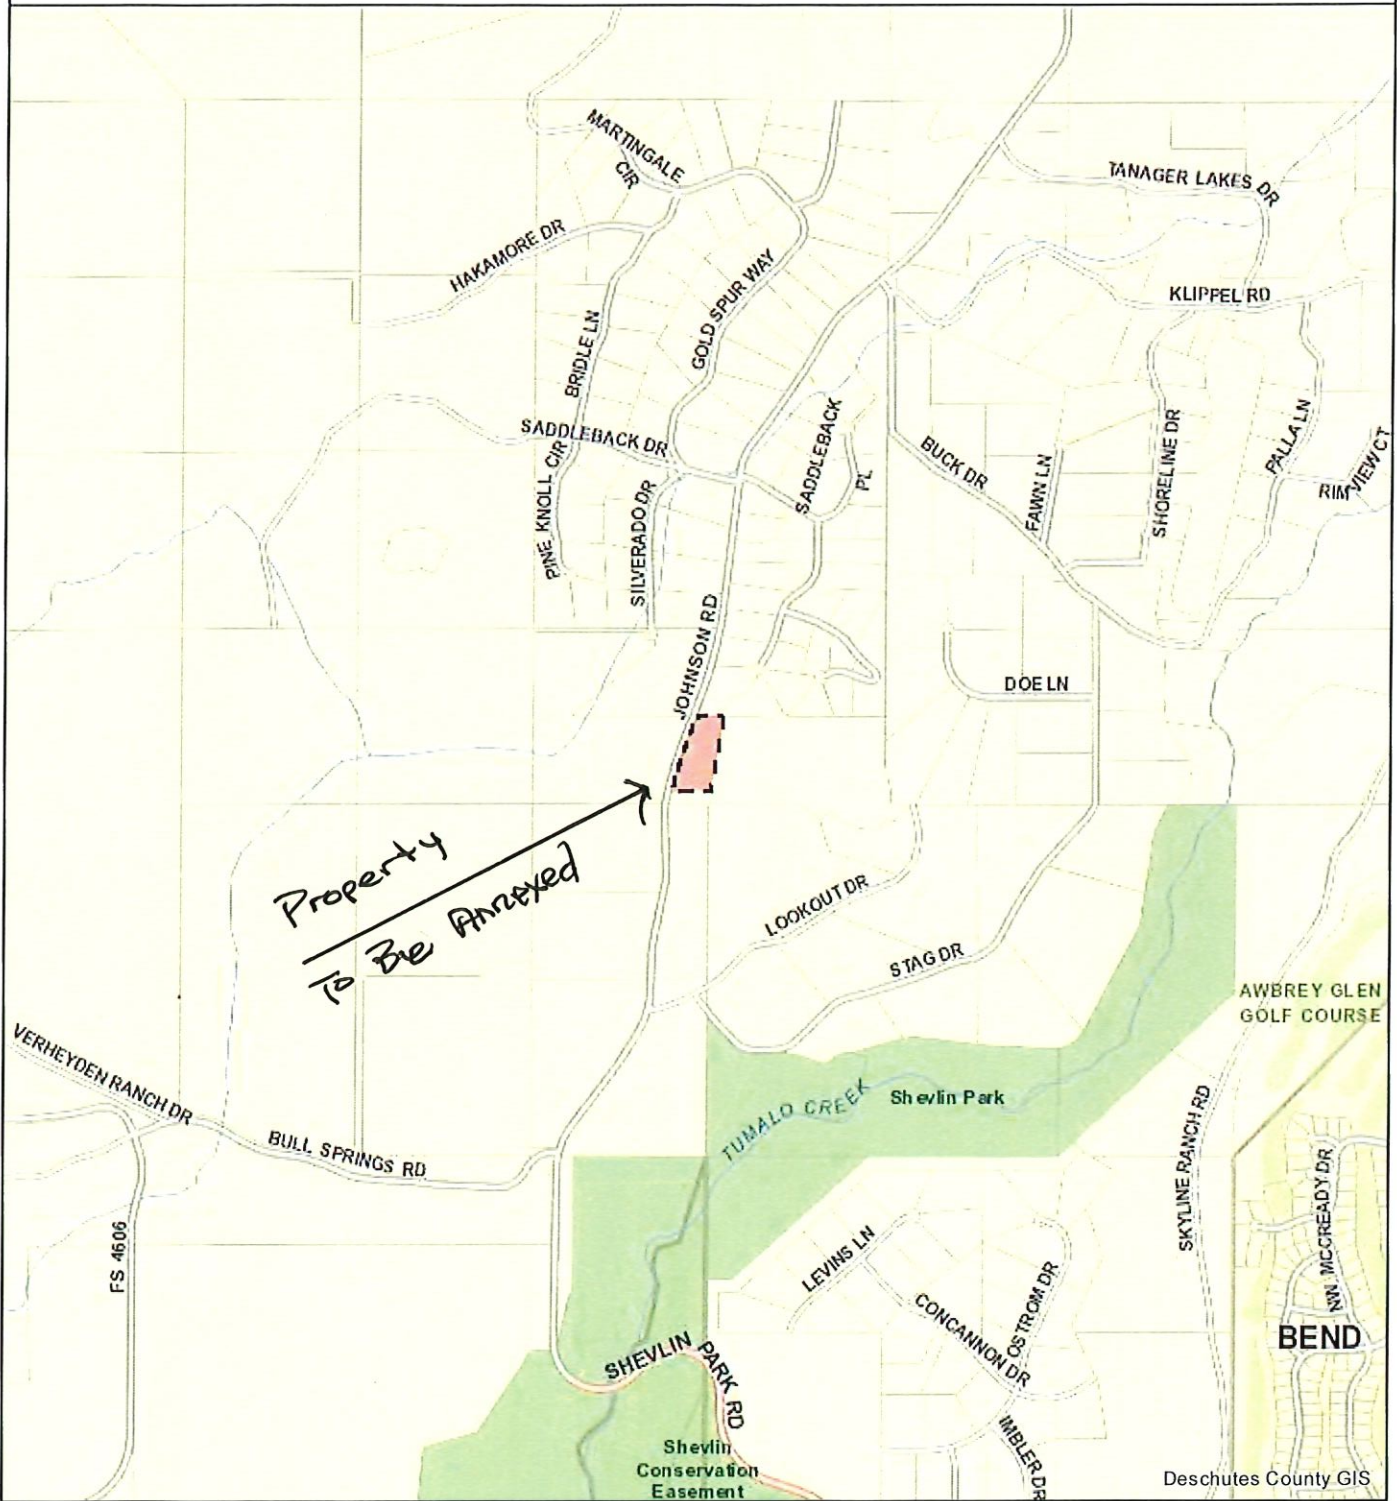 MARTINGALE
CIR
TANAGER LAKES DR
HAKAMORE DR
GOLD SPUR WAY
KLIPPEL RD
BRIDLE LN
SADDLEBACK DR
SADDLEBACK
PL
PINE KNOLL CIR
SILVERADO DR
BUCK DR
FAWN LN
SHORELINE DR
PALLA LN
RIM VIEW CT
JOHNSON RD
DOE LN
Property
To Be Annexed
LOOKOUT DR
STAG DR
AWBREY GLEN
GOLF COURSE
VERHEYDEN RANCH DR
BULL SPRINGS RD
TUMALO CREEK
Shevlin Park
SKYLINE RANCH RD
NW MCCREADY DR
FS 4606
LEVINS LN
CONCANNON DR
OSTROM DR
BEND
SHEVLIN PARK RD
IMBLER DR
Shevlin
Conservation
Easement
Deschutes County GIS